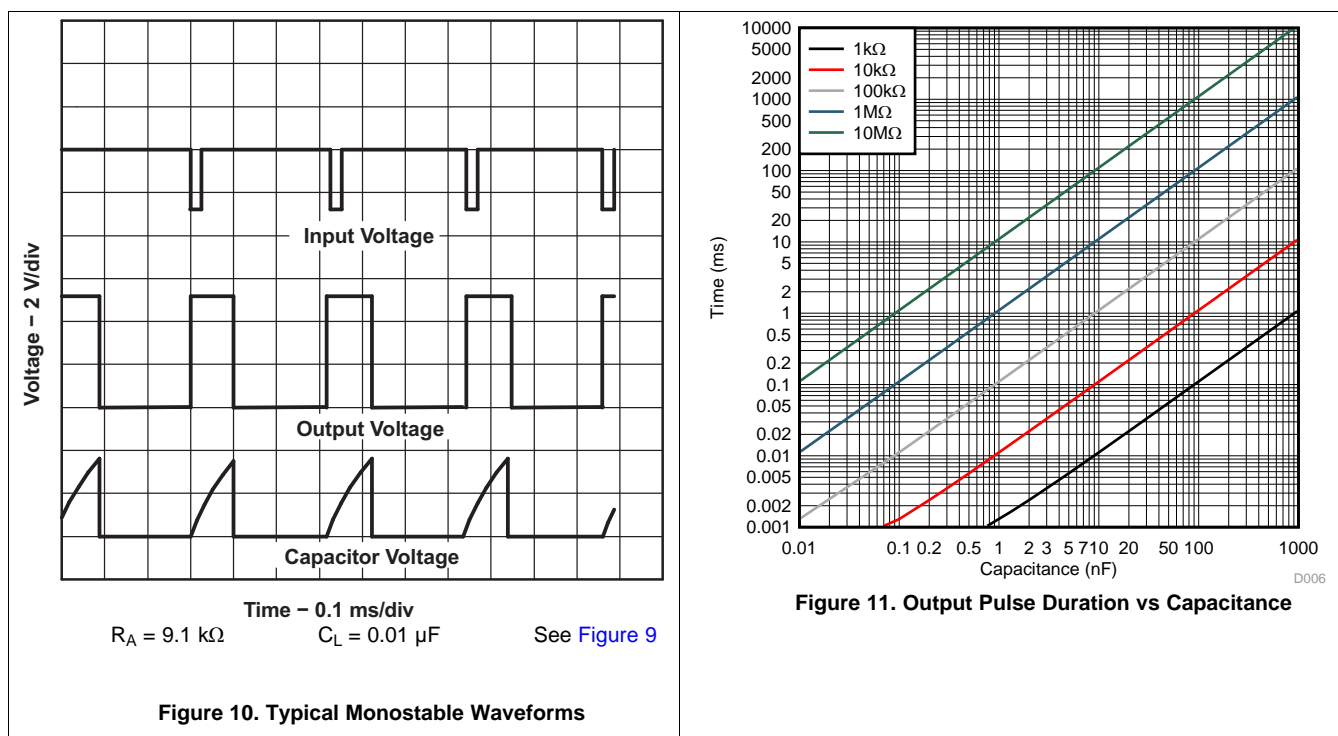 Voltage – 2 V/div
Input Voltage
Output Voltage
Capacitor Voltage
Time – 0.1 ms/div
R_A = 9.1 kΩ C_L = 0.01 µF See Figure 9
Figure 10. Typical Monostable Waveforms
Time (ms)
10000
5000
2000
1000
500
200
100
50
20
10
5
2
1
0.5
0.2
0.1
0.05
0.02
0.01
0.005
0.002
0.001
1kΩ
10kΩ
100kΩ
1MΩ
10MΩ
0.01 0.1 0.2 0.5 1 2 3 5 7 10 20 50 100 1000
Capacitance (nF)
D006
Figure 11. Output Pulse Duration vs Capacitance